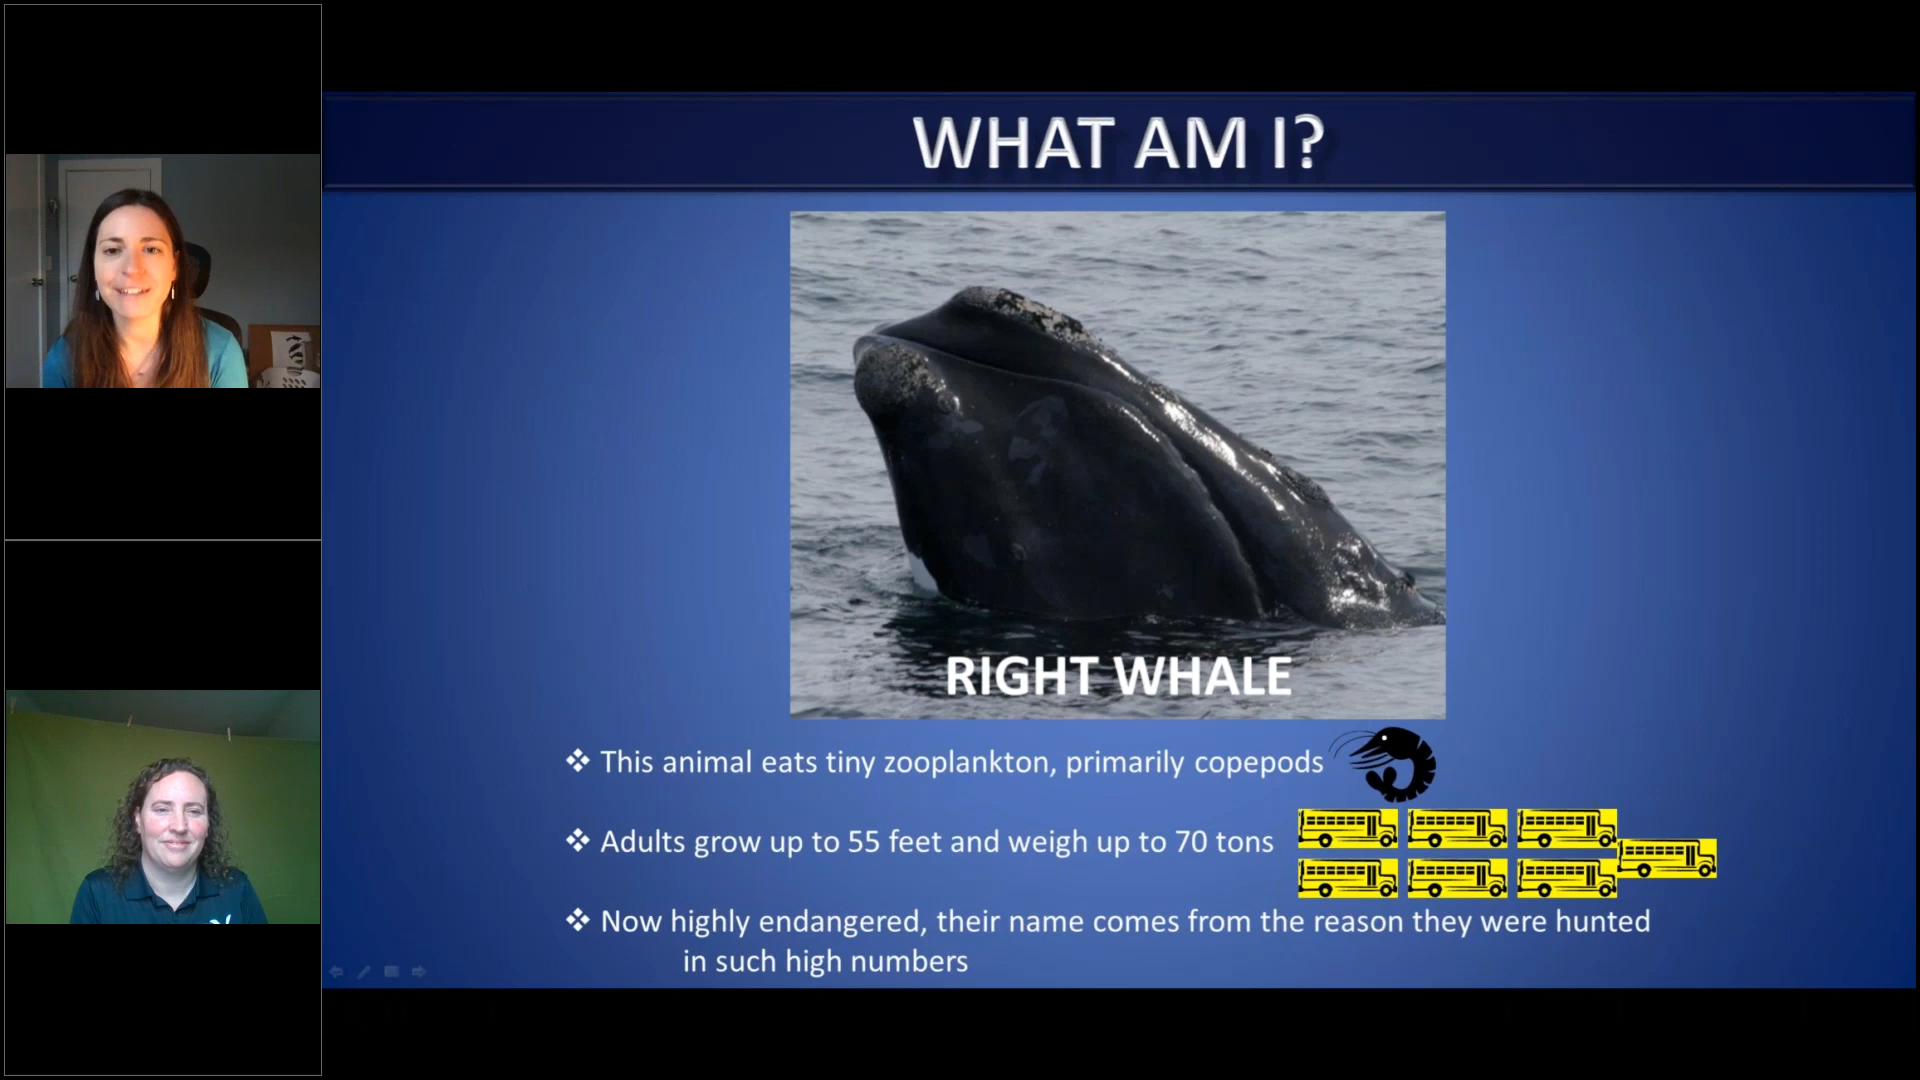 WHAT AM I?
RIGHT WHALE
❖ This animal eats tiny zooplankton, primarily copepods
❖ Adults grow up to 55 feet and weigh up to 70 tons
❖ Now highly endangered, their name comes from the reason they were hunted
in such high numbers